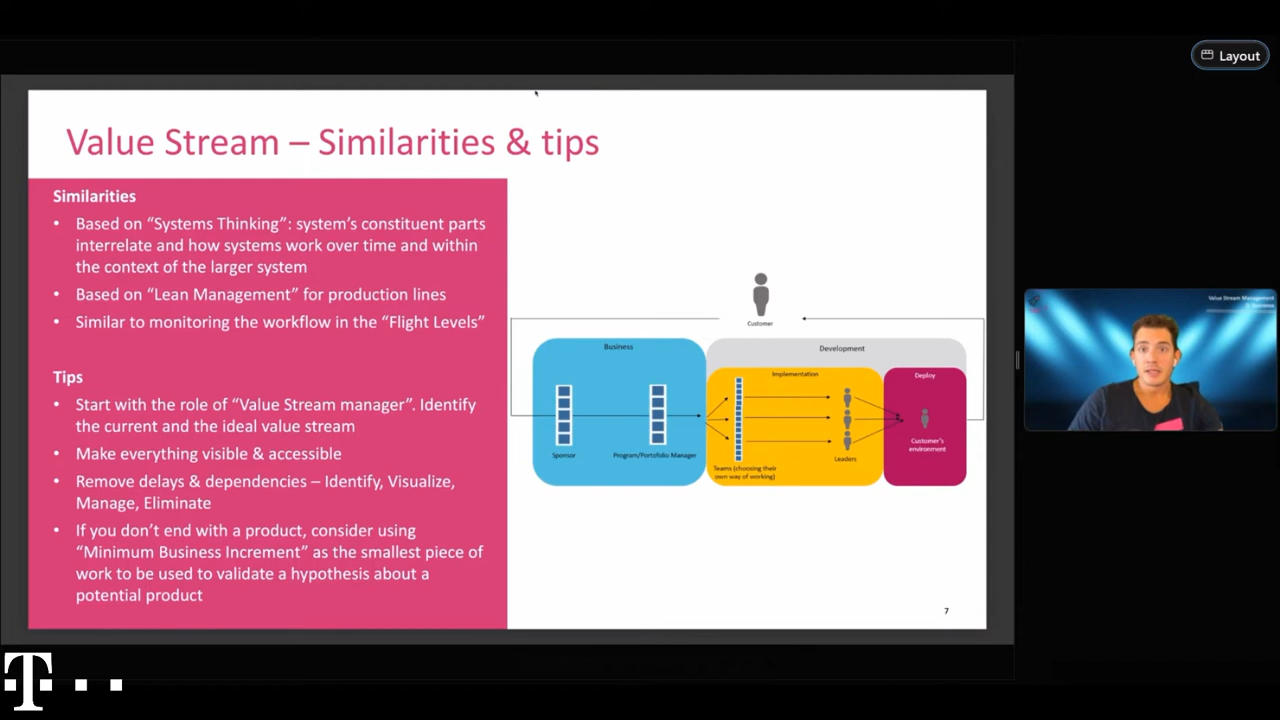 Layout
Value Stream – Similarities & tips
Similarities
• Based on “Systems Thinking”: system’s constituent parts
interrelate and how systems work over time and within
the context of the larger system
• Based on “Lean Management” for production lines
• Similar to monitoring the workflow in the “Flight Levels”
Tips
• Start with the role of “Value Stream manager”. Identify
the current and the ideal value stream
• Make everything visible & accessible
• Remove delays & dependencies – Identify, Visualize,
Manage, Eliminate
• If you don’t end with a product, consider using
“Minimum Business Increment” as the smallest piece of
work to be used to validate a hypothesis about a
potential product
Customer
Business
Development
Implementation
Deploy
Sponsor
Program/Portofolio Manager
Teams (choosing their
own way of working)
Leaders
Customer's
environment
7
Value Stream Management
T